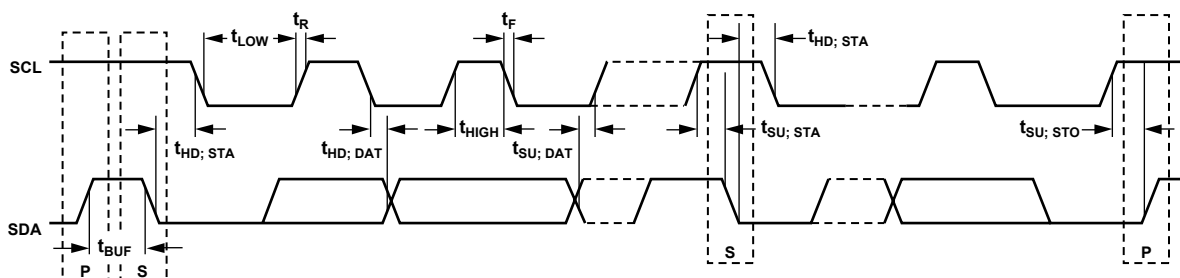 tR
tF
tLOW
tHD; STA
SCL
tHD; STA
tHD; DAT
tHIGH
tSU; DAT
tSU; STA
tSU; STO
SDA
tBUF
P
S
S
P